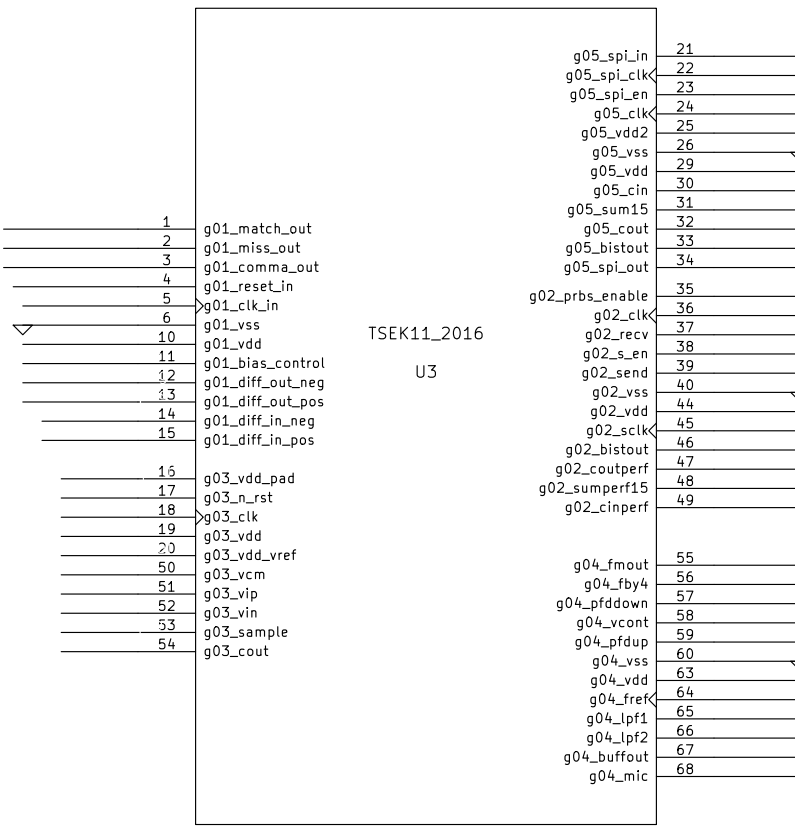 1 g01_match_out
2 g01_miss_out
3 g01_comma_out
4 g01_reset_in
5 g01_clk_in
6 g01_vss
10 g01_vdd
11 g01_bias_control
12 g01_diff_out_neg
13 g01_diff_out_pos
14 g01_diff_in_neg
15 g01_diff_in_pos
16 g03_vdd_pad
17 g03_n_rst
18 g03_clk
19 g03_vdd
20 g03_vdd_vref
50 g03_vcm
51 g03_vip
52 g03_vin
53 g03_sample
54 g03_cout
TSEK11_2016
U3
g05_spi_in 21
g05_spi_clk 22
g05_spi_en 23
g05_clk 24
g05_vdd2 25
g05_vss 26
g05_vdd 29
g05_cin 30
g05_sum15 31
g05_cout 32
g05_bistout 33
g05_spi_out 34
g02_prbs_enable 35
g02_clk 36
g02_recv 37
g02_s_en 38
g02_send 39
g02_vss 40
g02_vdd 44
g02_sclk 45
g02_bistout 46
g02_coutperf 47
g02_sumperf15 48
g02_cinperf 49
g04_fmout 55
g04_fby4 56
g04_pfddown 57
g04_vcont 58
g04_pfdup 59
g04_vss 60
g04_vdd 63
g04_fref 64
g04_lpf1 65
g04_lpf2 66
g04_buffout 67
g04_mic 68